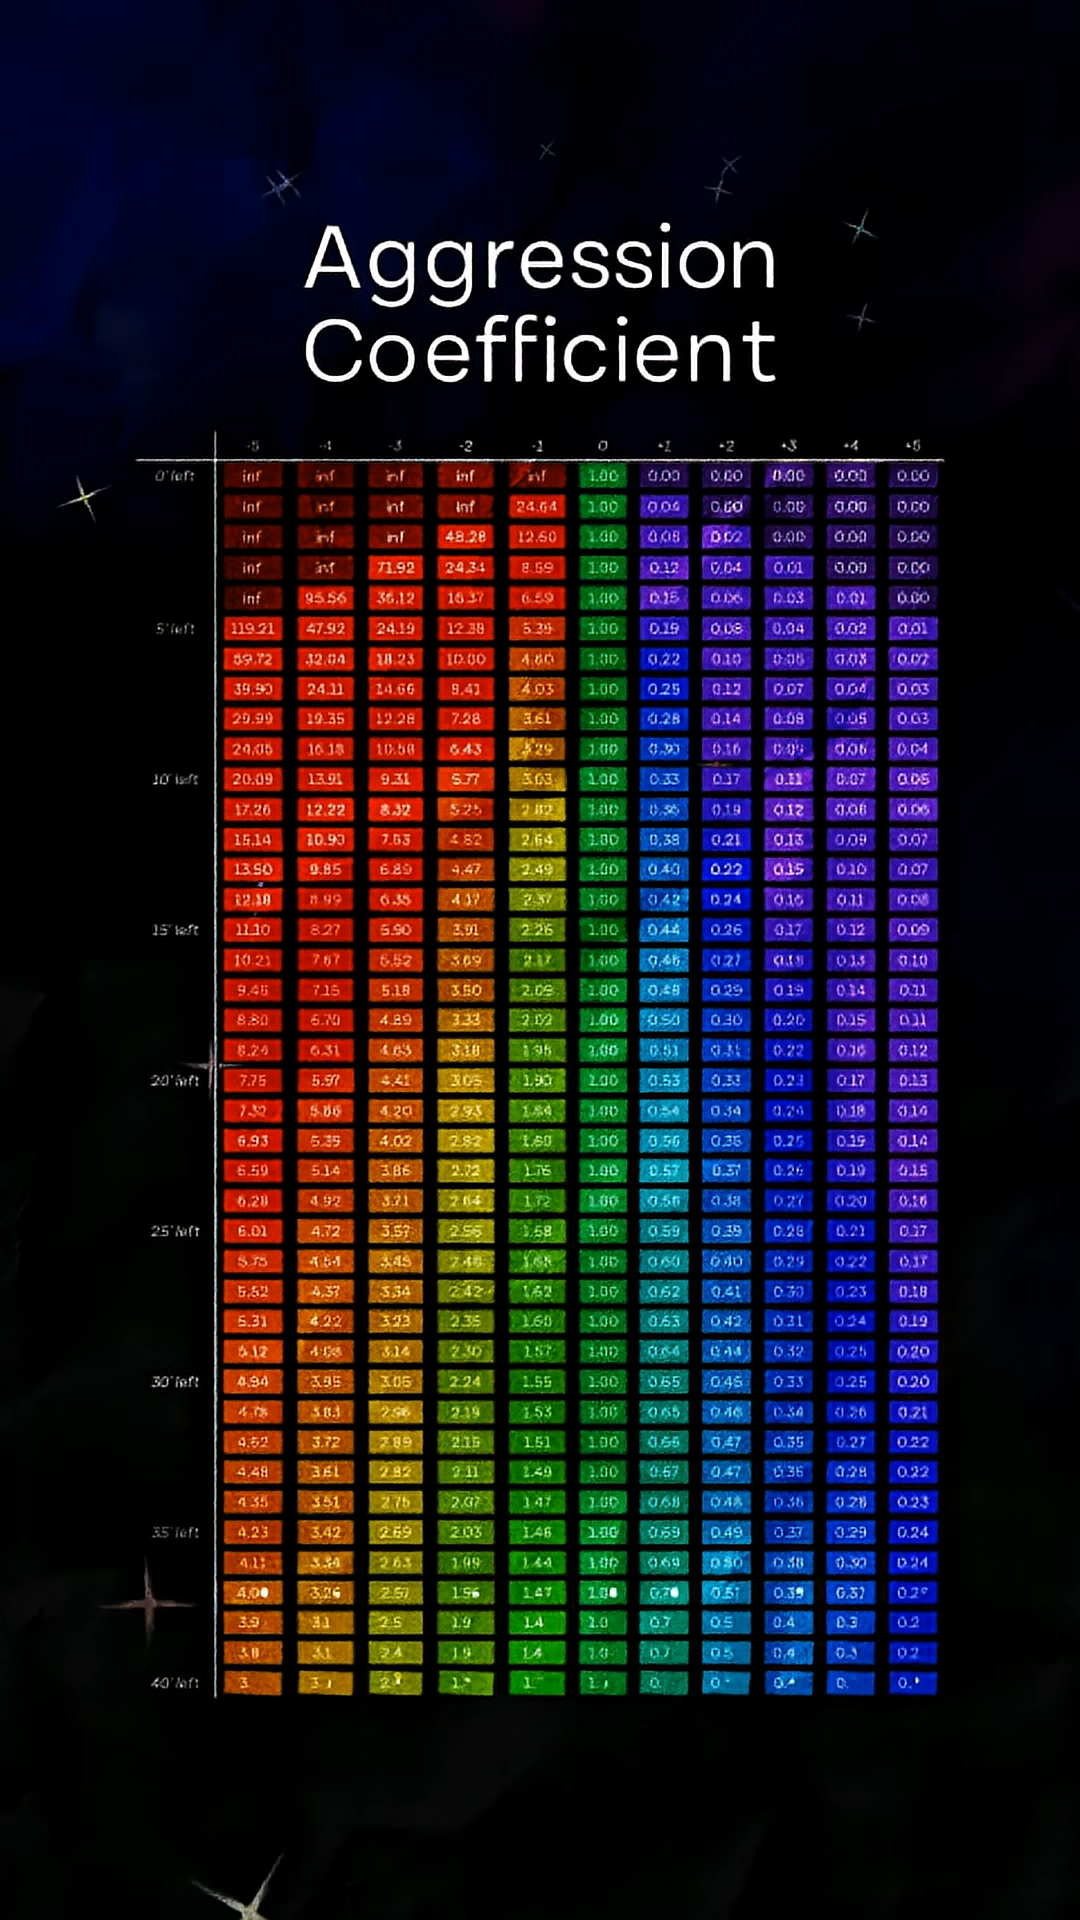 Aggression
Coefficient
-5 -4 -3 -2 -1 0 +1 +2 +3 +4 +5
0' left inf inf inf inf inf 1.00 0.00 0.00 0.00 0.00 0.00
inf inf inf inf 24.64 1.00 0.04 0.00 0.00 0.00 0.00
inf inf inf 48.28 12.60 1.00 0.08 0.02 0.00 0.00 0.00
inf inf 71.92 24.34 8.59 1.00 0.12 0.04 0.01 0.00 0.00
inf 95.56 36.12 16.37 6.59 1.00 0.15 0.06 0.03 0.01 0.00
5' left 119.21 47.92 24.19 12.38 5.39 1.00 0.19 0.08 0.04 0.02 0.01
59.72 32.04 18.23 10.00 4.60 1.00 0.22 0.10 0.05 0.03 0.02
39.90 24.11 14.66 8.41 4.03 1.00 0.25 0.12 0.07 0.04 0.03
29.99 19.35 12.28 7.28 3.61 1.00 0.28 0.14 0.08 0.05 0.03
24.05 16.18 10.58 6.43 3.29 1.00 0.30 0.16 0.09 0.06 0.04
10' left 20.09 13.91 9.31 5.77 3.03 1.00 0.33 0.17 0.11 0.07 0.05
17.26 12.22 8.32 5.25 2.82 1.00 0.36 0.19 0.12 0.08 0.06
15.14 10.90 7.53 4.82 2.64 1.00 0.38 0.21 0.13 0.09 0.07
13.50 9.85 6.89 4.47 2.49 1.00 0.40 0.22 0.15 0.10 0.07
12.18 8.99 6.35 4.17 2.37 1.00 0.42 0.24 0.16 0.11 0.08
15' left 11.10 8.27 5.90 3.91 2.26 1.00 0.44 0.26 0.17 0.12 0.09
10.21 7.67 5.52 3.69 2.17 1.00 0.46 0.27 0.18 0.13 0.10
9.45 7.15 5.18 3.50 2.09 1.00 0.48 0.29 0.19 0.14 0.11
8.80 6.70 4.89 3.33 2.02 1.00 0.50 0.30 0.20 0.15 0.11
8.24 6.31 4.63 3.18 1.95 1.00 0.51 0.31 0.22 0.16 0.12
20' left 7.75 5.97 4.41 3.05 1.90 1.00 0.53 0.33 0.23 0.17 0.13
7.32 5.66 4.20 2.93 1.84 1.00 0.54 0.34 0.24 0.18 0.14
6.93 5.39 4.02 2.82 1.80 1.00 0.56 0.35 0.25 0.19 0.14
6.59 5.14 3.86 2.72 1.76 1.00 0.57 0.37 0.26 0.19 0.15
6.28 4.92 3.71 2.64 1.72 1.00 0.58 0.38 0.27 0.20 0.16
25' left 6.01 4.72 3.57 2.55 1.68 1.00 0.59 0.39 0.28 0.21 0.17
5.75 4.54 3.45 2.48 1.65 1.00 0.60 0.40 0.29 0.22 0.17
5.52 4.37 3.34 2.42 1.62 1.00 0.62 0.41 0.30 0.23 0.18
5.31 4.22 3.23 2.35 1.60 1.00 0.63 0.42 0.31 0.24 0.19
5.12 4.08 3.14 2.30 1.57 1.00 0.64 0.44 0.32 0.25 0.20
30' left 4.94 3.95 3.05 2.24 1.55 1.00 0.65 0.45 0.33 0.25 0.20
4.78 3.83 2.96 2.19 1.53 1.00 0.65 0.46 0.34 0.26 0.21
4.62 3.72 2.89 2.15 1.51 1.00 0.66 0.47 0.35 0.27 0.22
4.48 3.61 2.82 2.11 1.49 1.00 0.67 0.47 0.36 0.28 0.22
4.35 3.51 2.75 2.07 1.47 1.00 0.68 0.48 0.36 0.28 0.23
35' left 4.23 3.42 2.69 2.03 1.46 1.00 0.69 0.49 0.37 0.29 0.24
4.11 3.34 2.63 1.99 1.44 1.00 0.69 0.50 0.38 0.30 0.24
3.26 2.57 1.47 0.51 0.39
3.9 3.1 2.5 1.9 1.4 1.0 0.7 0.5 0.4 0.3 0.2
3.8 3.1 2.4 1.9 1.4 1.0 0.7 0.5 0.4 0.3 0.2
40' left